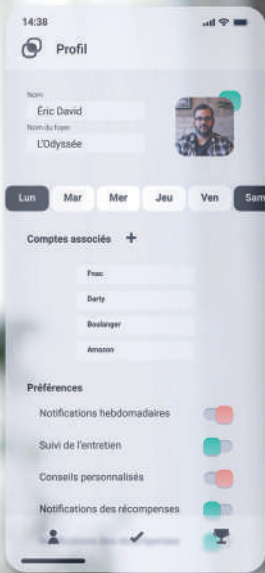 14:38
Profil
Nom
Éric David
Nom du foyer
L'Odyssée
Lun Mar Mer Jeu Ven Sam
Comptes associés +
Fnac
Darty
Boulanger
Amazon
Préférences
Notifications hebdomadaires
Suivi de l'entretien
Conseils personnalisés
Notifications des récompenses